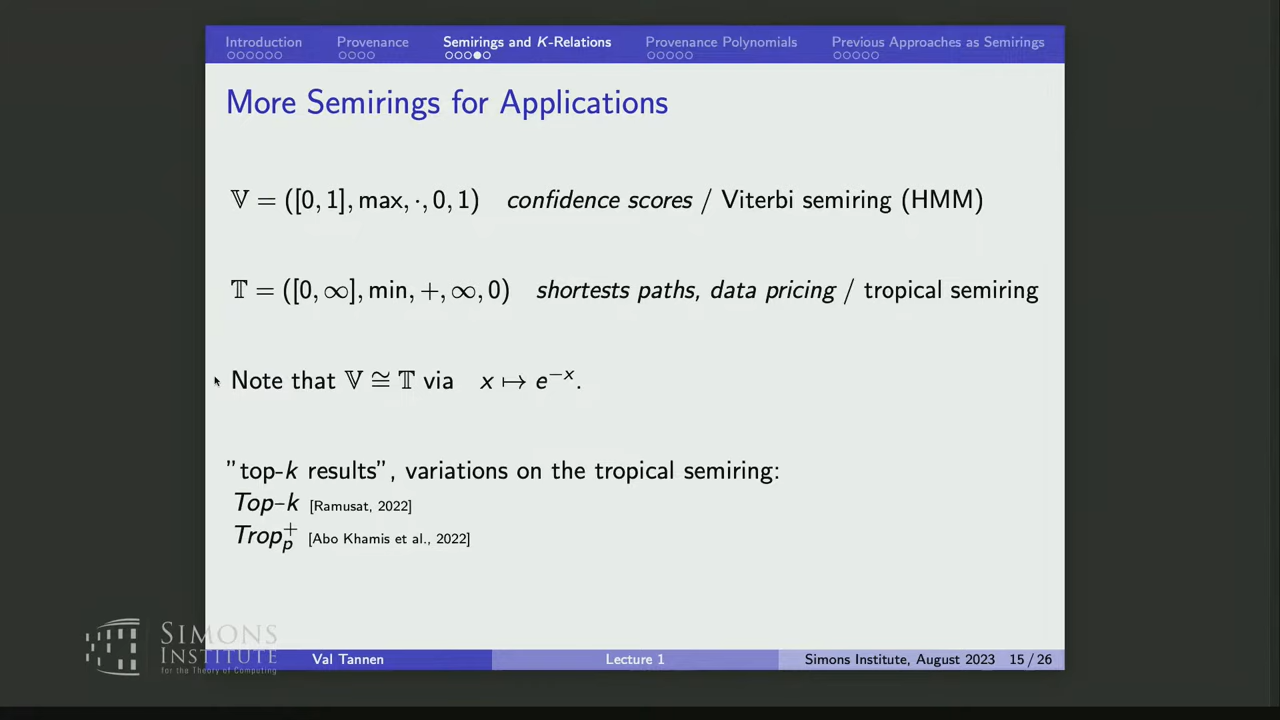 Introduction Provenance Semirings and K-Relations Provenance Polynomials Previous Approaches as Semirings
More Semirings for Applications
𝕍 = ([0, 1], max, ·, 0, 1) confidence scores / Viterbi semiring (HMM)
𝕋 = ([0, ∞], min, +, ∞, 0) shortests paths, data pricing / tropical semiring
Note that 𝕍 ≅ 𝕋 via x ↦ e⁻ˣ.
"top-k results", variations on the tropical semiring:
Top–k [Ramusat, 2022]
Trop⁺ₚ [Abo Khamis et al., 2022]
SIMONS
INSTITUTE
for the Theory of Computing
Val Tannen Lecture 1 Simons Institute, August 2023 15 / 26